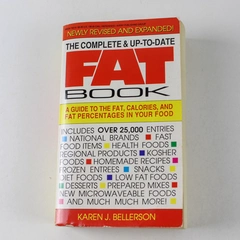 NEWLY REVISED AND EXPANDED!
THE COMPLETE & UP-TO-DATE
FAT
BOOK
A GUIDE TO THE FAT, CALORIES, AND
FAT PERCENTAGES IN YOUR FOOD
INCLUDES OVER 25,000 ENTRIES
■ NATIONAL BRANDS ■ FAST
FOOD ITEMS ■ HEALTH FOODS
■ REGIONAL PRODUCTS ■ KOSHER
FOODS ■ HOMEMADE RECIPES ■
FROZEN ENTREES ■ SNACKS ■
DIET FOODS ■ LOW FAT FOODS
■ DESSERTS ■ PREPARED MIXES ■
NEW MICROWAVEABLE FOODS
■ AND MUCH MUCH MORE!
KAREN J. BELLERSON